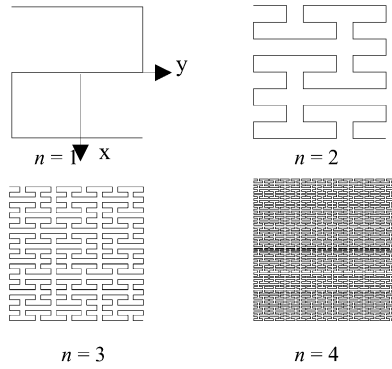 y
x
n = 1
n = 2
n = 3
n = 4